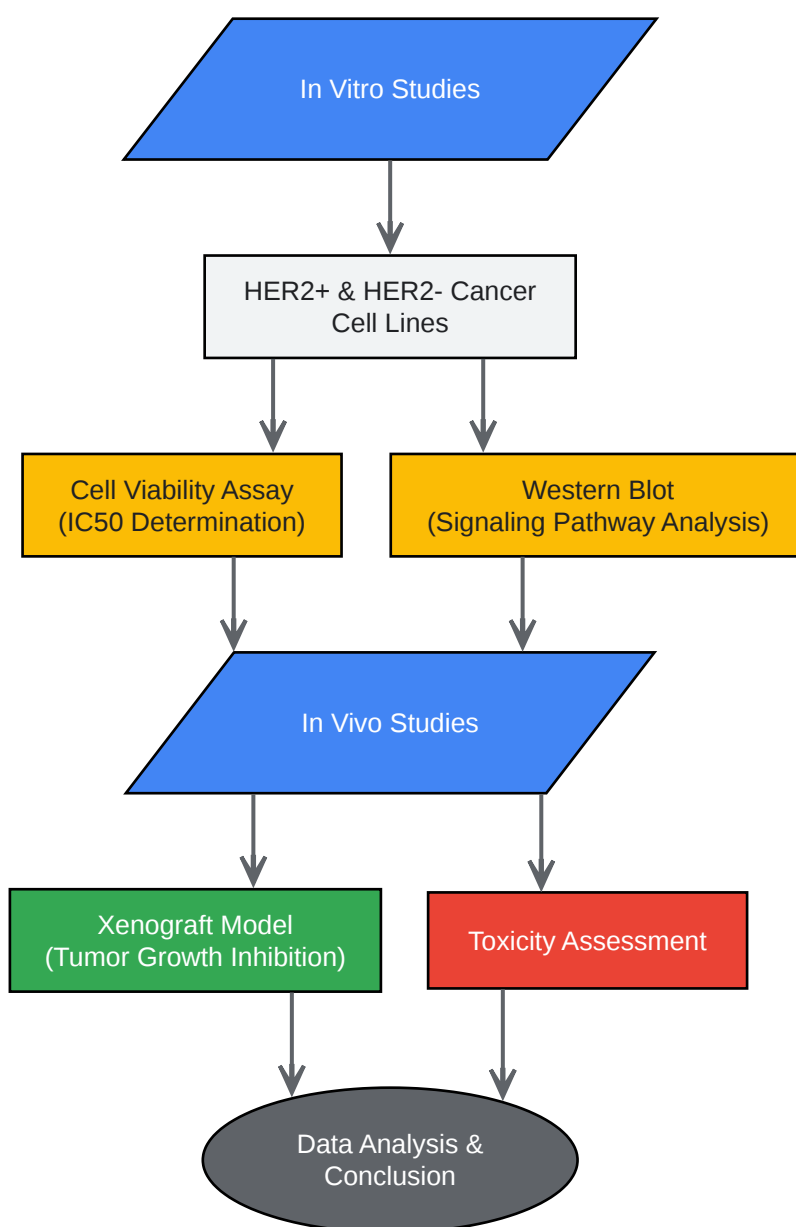 In Vitro Studies
HER2+ & HER2- Cancer
Cell Lines
Cell Viability Assay
(IC50 Determination)
Western Blot
(Signaling Pathway Analysis)
In Vivo Studies
Xenograft Model
(Tumor Growth Inhibition)
Toxicity Assessment
Data Analysis &
Conclusion